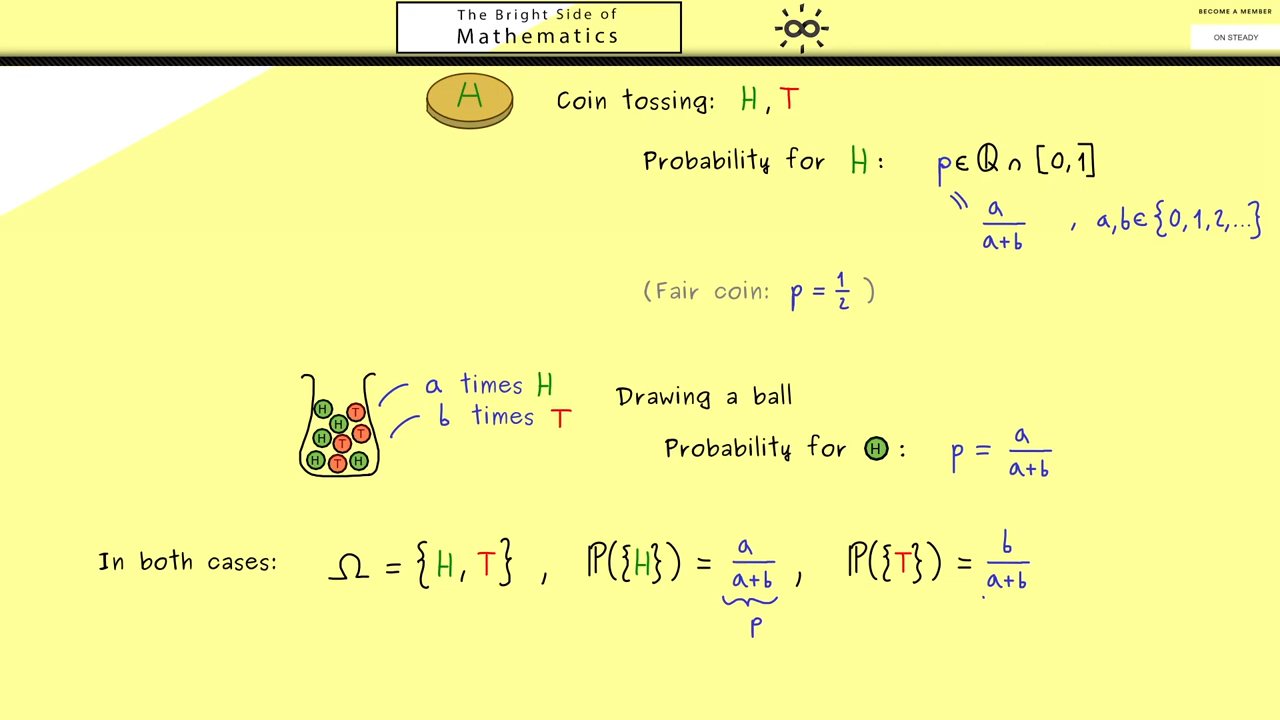 The Bright Side of
Mathematics
BECOME A MEMBER
ON STEADY
H
Coin tossing: H, T
Probability for H: p ∈ ℚ ∩ [0,1]
= a/(a+b) , a,b ∈ {0,1,2,...}
(Fair coin: p = 1/2 )
a times H
b times T
H T
H
H T T
H T H
Drawing a ball
Probability for H : p = a/(a+b)
In both cases: Ω = {H, T} , ℙ({H}) = a/(a+b) , ℙ({T}) = b/(a+b)
p